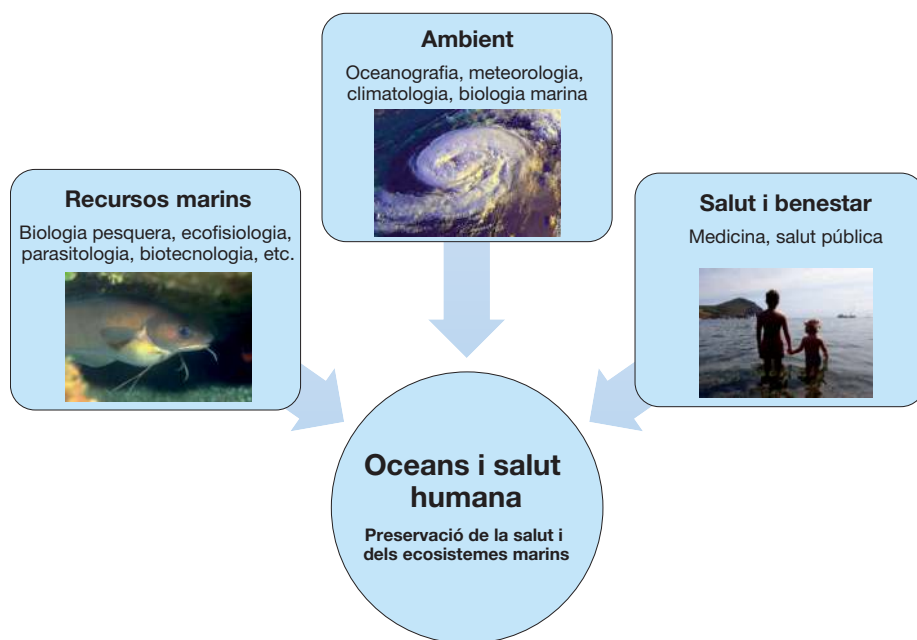 Ambient
Oceanografia, meteorologia,
climatologia, biologia marina
Recursos marins
Biologia pesquera, ecofisiologia,
parasitologia, biotecnologia, etc.
Salut i benestar
Medicina, salut pública
Oceans i salut
humana
Preservació de la salut i
dels ecosistemes marins